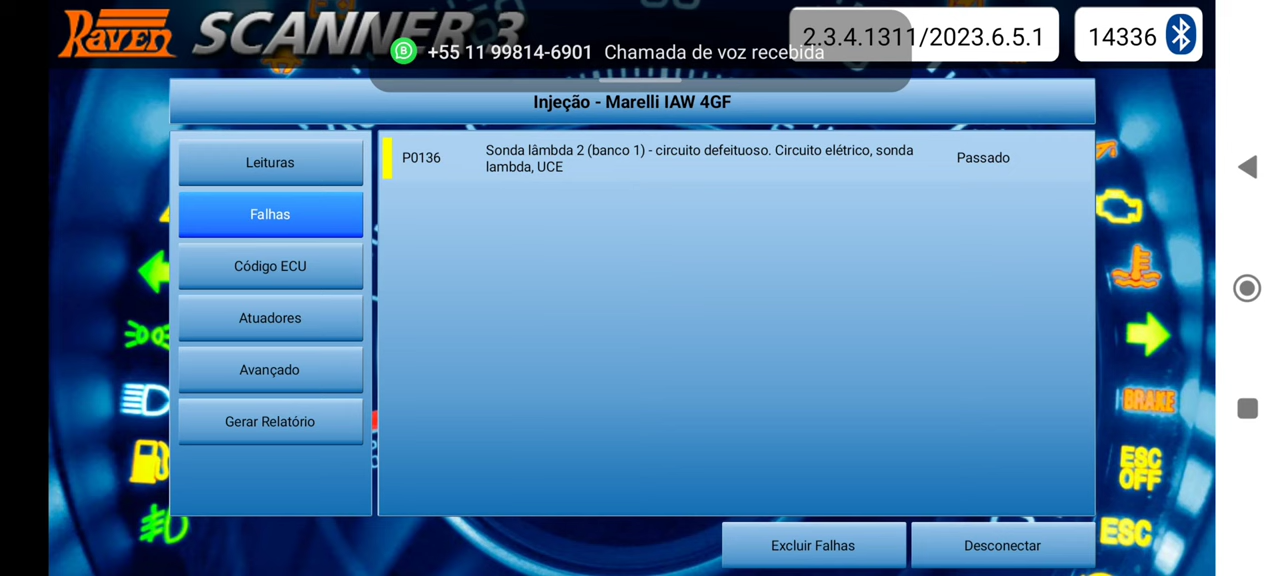 RAVEN SCANNER 3
+55 11 99814-6901 Chamada de voz recebida
2.3.4.1311/2023.6.5.1
14336
Injeção - Marelli IAW 4GF
Leituras
Falhas
Código ECU
Atuadores
Avançado
Gerar Relatório
P0136
Sonda lâmbda 2 (banco 1) - circuito defeituoso. Circuito elétrico, sonda
lambda, UCE
Passado
BRAKE
ESC
OFF
ESC
Excluir Falhas
Desconectar